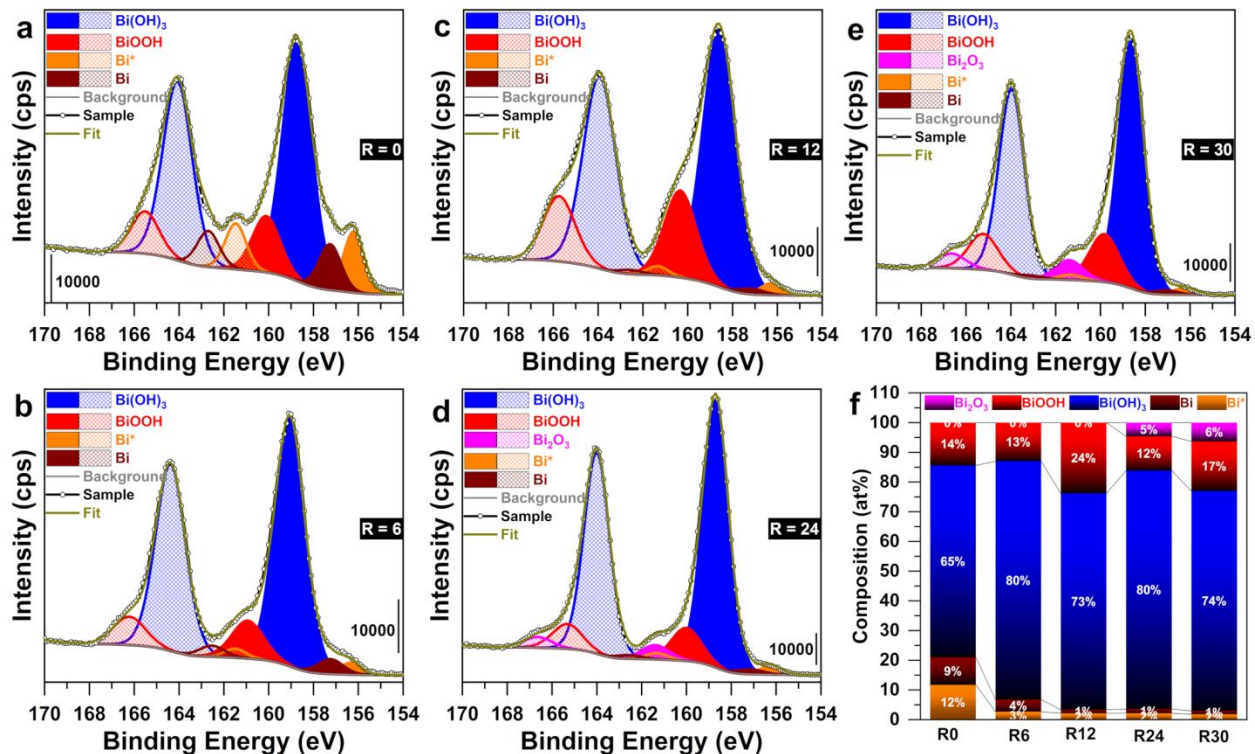 a
Bi(OH)3
BiOOH
Bi*
Bi
Background
Sample
Fit
R = 0
10000
Intensity (cps)
170 168 166 164 162 160 158 156 154
Binding Energy (eV)
c
Bi(OH)3
BiOOH
Bi*
Bi
Background
Sample
Fit
R = 12
10000
Intensity (cps)
170 168 166 164 162 160 158 156 154
Binding Energy (eV)
e
Bi(OH)3
BiOOH
Bi2O3
Bi*
Bi
Background
Sample
Fit
R = 30
10000
Intensity (cps)
170 168 166 164 162 160 158 156 154
Binding Energy (eV)
b
Bi(OH)3
BiOOH
Bi*
Bi
Background
Sample
Fit
R = 6
10000
Intensity (cps)
170 168 166 164 162 160 158 156 154
Binding Energy (eV)
d
Bi(OH)3
BiOOH
Bi2O3
Bi*
Bi
Background
Sample
Fit
R = 24
10000
Intensity (cps)
170 168 166 164 162 160 158 156 154
Binding Energy (eV)
f
Bi2O3 BiOOH Bi(OH)3 Bi Bi*
Composition (at%)
110
100
90
80
70
60
50
40
30
20
10
0
0% 0% 0% 5% 6%
14% 13% 24% 12% 17%
65% 80% 73% 80% 74%
9% 4% 1% 1% 1%
12% 3% 2% 2% 2%
R0 R6 R12 R24 R30